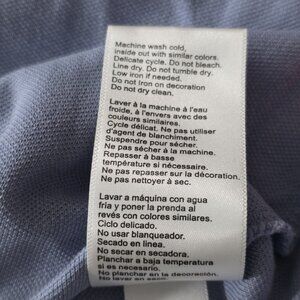 Machine wash cold,
inside out with similar colors.
Delicate cycle. Do not bleach.
Line dry. Do not tumble dry.
Low iron if needed.
Do not iron on decoration
Do not dry clean.
Laver à la machine à l'eau
froide, à l'envers avec des
couleurs similaires.
Cycle délicat. Ne pas utiliser
d'agent de blanchiment.
Suspendre pour sécher.
Ne pas sécher à la machine.
Repasser à basse
température si nécessaire.
Ne pas repasser sur la décoration.
Ne pas nettoyer à sec.
Lavar a máquina con agua
fría y poner la prenda al
revés con colores similares.
Ciclo delicado.
No usar blanqueador.
Secado en linea.
No secar en secadora.
Planchar a baja temperatura
si es necesario.
No planchar en la decoración